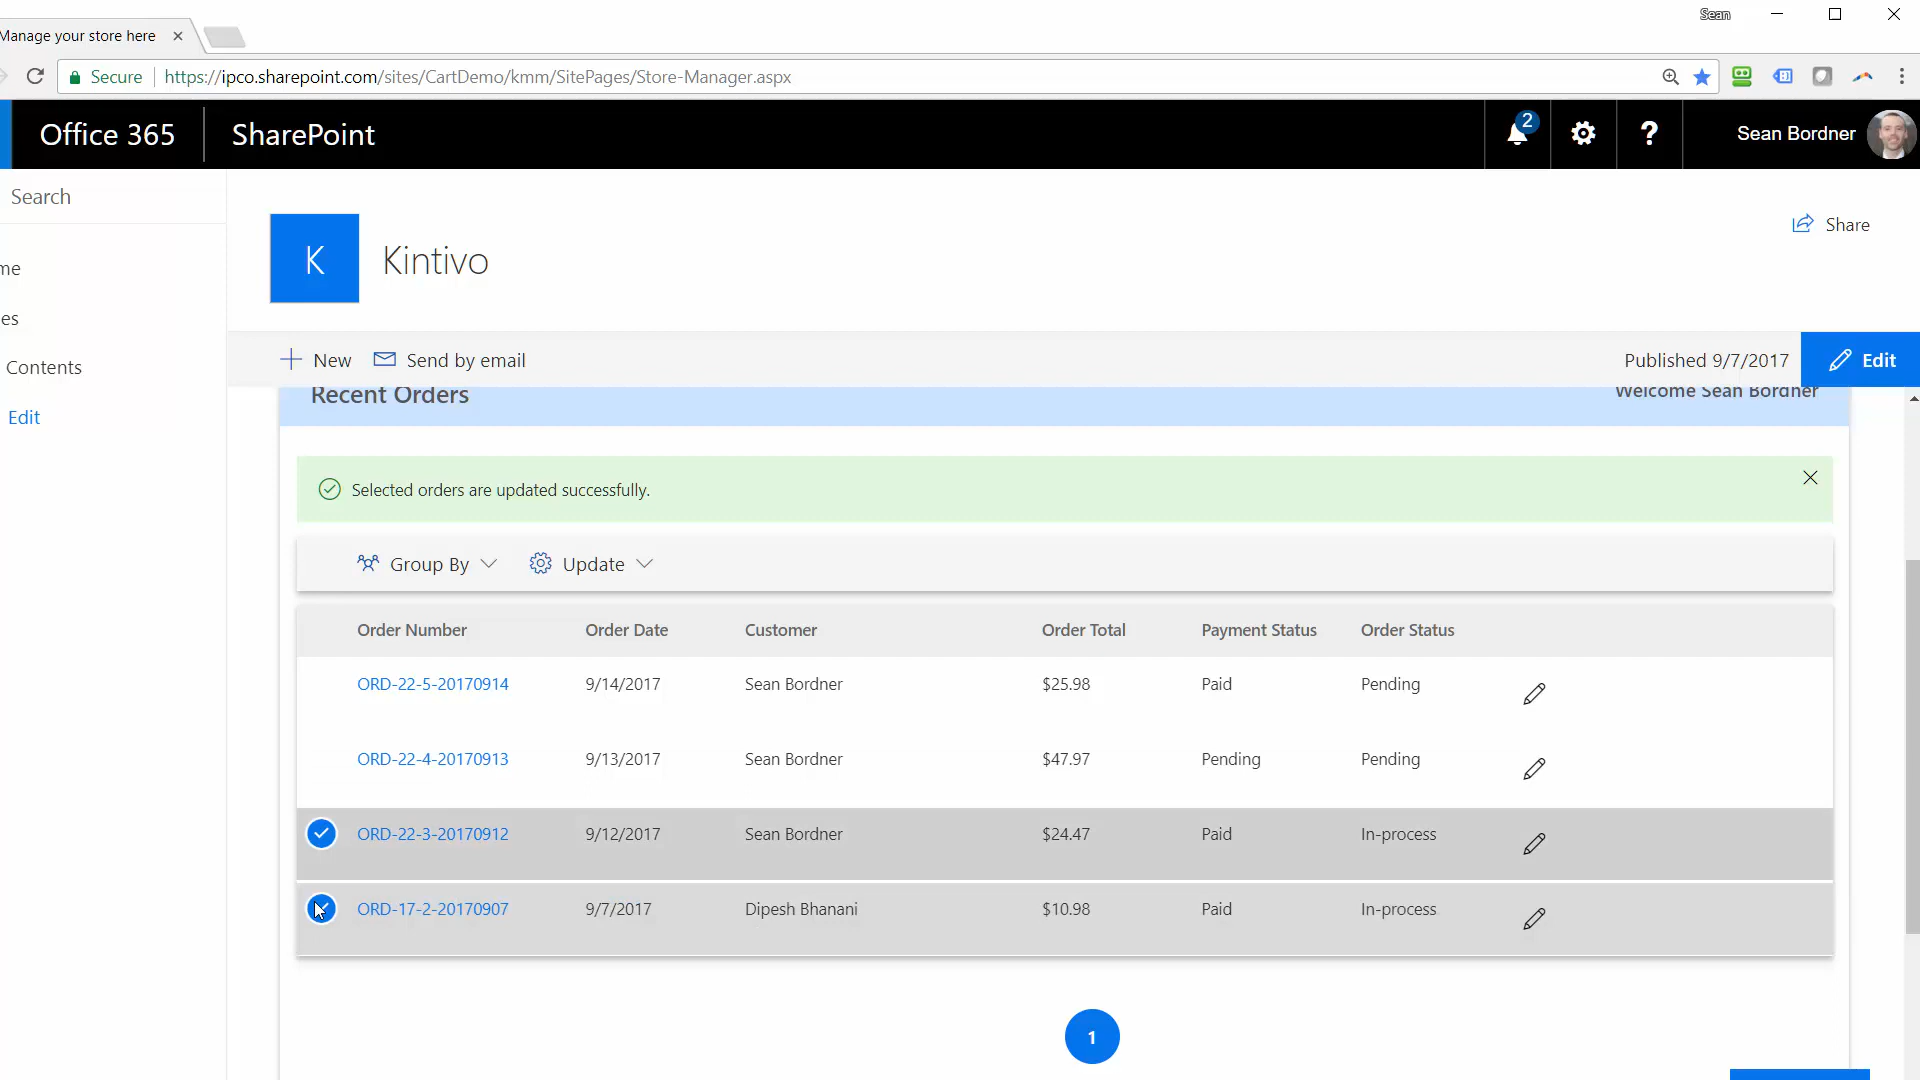 Sean
Manage your store here
Secure https://ipco.sharepoint.com/sites/CartDemo/kmm/SitePages/Store-Manager.aspx
Office 365 SharePoint 2 ? Sean Bordner
Search
K Kintivo Share
me
es
Contents
Edit
New Send by email Published 9/7/2017 Edit
Recent Orders Welcome Sean Bordner
Selected orders are updated successfully.
Group By Update
Order Number Order Date Customer Order Total Payment Status Order Status
ORD-22-5-20170914 9/14/2017 Sean Bordner $25.98 Paid Pending
ORD-22-4-20170913 9/13/2017 Sean Bordner $47.97 Pending Pending
ORD-22-3-20170912 9/12/2017 Sean Bordner $24.47 Paid In-process
ORD-17-2-20170907 9/7/2017 Dipesh Bhanani $10.98 Paid In-process
1